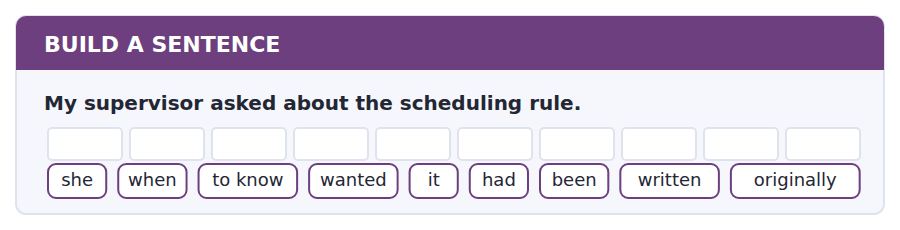 BUILD A SENTENCE
My supervisor asked about the scheduling rule.
she when to know wanted it had been written originally